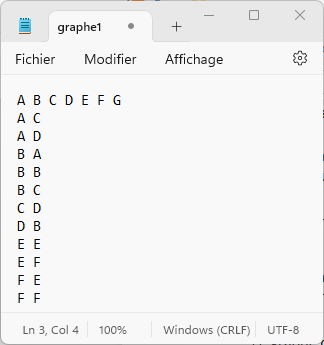 graphe1
Fichier Modifier Affichage
A B C D E F G
A C
A D
B A
B B
B C
C D
D B
E E
E F
F E
F F
Ln 3, Col 4 100% Windows (CRLF) UTF-8